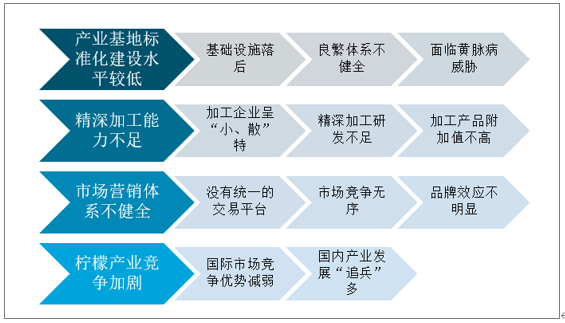 产业基地标
准化建设水
平较低
基础设施落
后
良繁体系不
健全
面临黄脉病
威胁
精深加工能
力不足
加工企业呈
“小、散”
特
精深加工研
发不足
加工产品附
加值不高
市场营销体
系不健全
没有统一的
交易平台
市场竞争无
序
品牌效应不
明显
柠檬产业竞
争加剧
国际市场竞
争优势减弱
国内产业发
展“追兵”
多